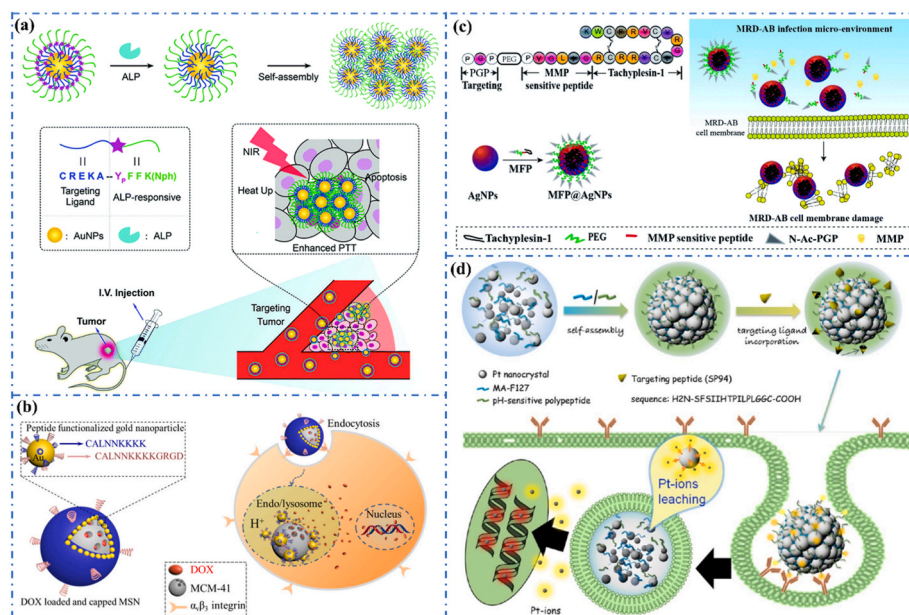 (a)
ALP
Self-assembly
CREKA--YpFFK(Nph)
Targeting
Ligand
ALP-responsive
: AuNPs
: ALP
NIR
Heat Up
Apoptosis
Enhanced PTT
I.V. Injection
Tumor
Targeting
Tumor
(b)
Peptide functionalized gold nanoparticle
Au
CALNNKKKK
CALNNKKKKGRGD
DOX loaded and capped MSN
Endocytosis
Endo/lysosome
H+
Nucleus
DOX
MCM-41
αvβ3 integrin
(c)
P G P
PEG
PGP
Targeting
MMP
sensitive peptide
Tachyplesin-1
AgNPs
MFP
MFP@AgNPs
MRD-AB infection micro-environment
MRD-AB
cell membrane
MRD-AB cell membrane damage
Tachyplesin-1
PEG
MMP sensitive peptide
N-Ac-PGP
MMP
(d)
self-assembly
targeting ligand
incorporation
Pt nanocrystal
MA-F127
pH-sensitive polypeptide
Targeting peptide (SP94)
sequence: H2N-SFSIIHTPILPLGGC-COOH
Pt-ions
leaching
Pt-ions